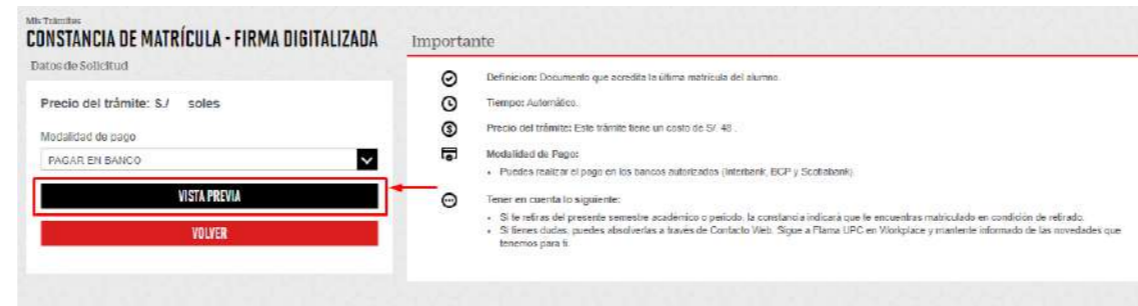 Mis Trámites
CONSTANCIA DE MATRÍCULA - FIRMA DIGITALIZADA
Datos de Solicitud
Precio del trámite: S./ soles
Modalidad de pago
PAGAR EN BANCO
VISTA PREVIA
VOLVER
Importante
Definicion: Documento que acredita la última matrícula del alumno.
Tiempo: Automático.
Precio del trámite: Este trámite tiene un costo de S/. 48 .
Modalidad de Pago:
Puedes realizar el pago en los bancos autorizados (Interbank, BCP y Scotiabank).
Tener en cuenta lo siguiente:
Si te retiras del presente semestre académico o periodo, la constancia indicará que te encuentras matriculado en condición de retirado.
Si tienes dudas, puedes absolverlas a través de Contacto Web. Sigue a Flama UPC en Workplace y mantente informado de las novedades que
tenemos para ti.